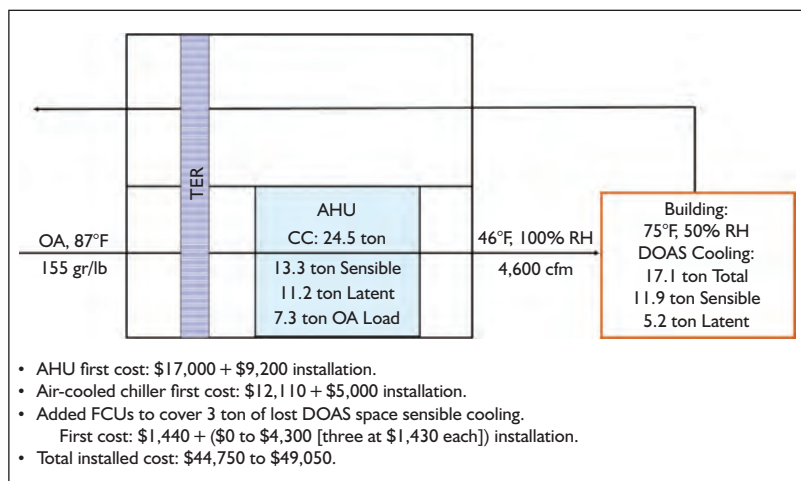 TER
AHU
CC: 24.5 ton
13.3 ton Sensible
11.2 ton Latent
7.3 ton OA Load
OA, 87°F
155 gr/lb
46°F, 100% RH
4,600 cfm
Building:
75°F, 50% RH
DOAS Cooling:
17.1 ton Total
11.9 ton Sensible
5.2 ton Latent
• AHU first cost: $17,000 + $9,200 installation.
• Air-cooled chiller first cost: $12,110 + $5,000 installation.
• Added FCUs to cover 3 ton of lost DOAS space sensible cooling.
First cost: $1,440 + ($0 to $4,300 [three at $1,430 each]) installation.
• Total installed cost: $44,750 to $49,050.